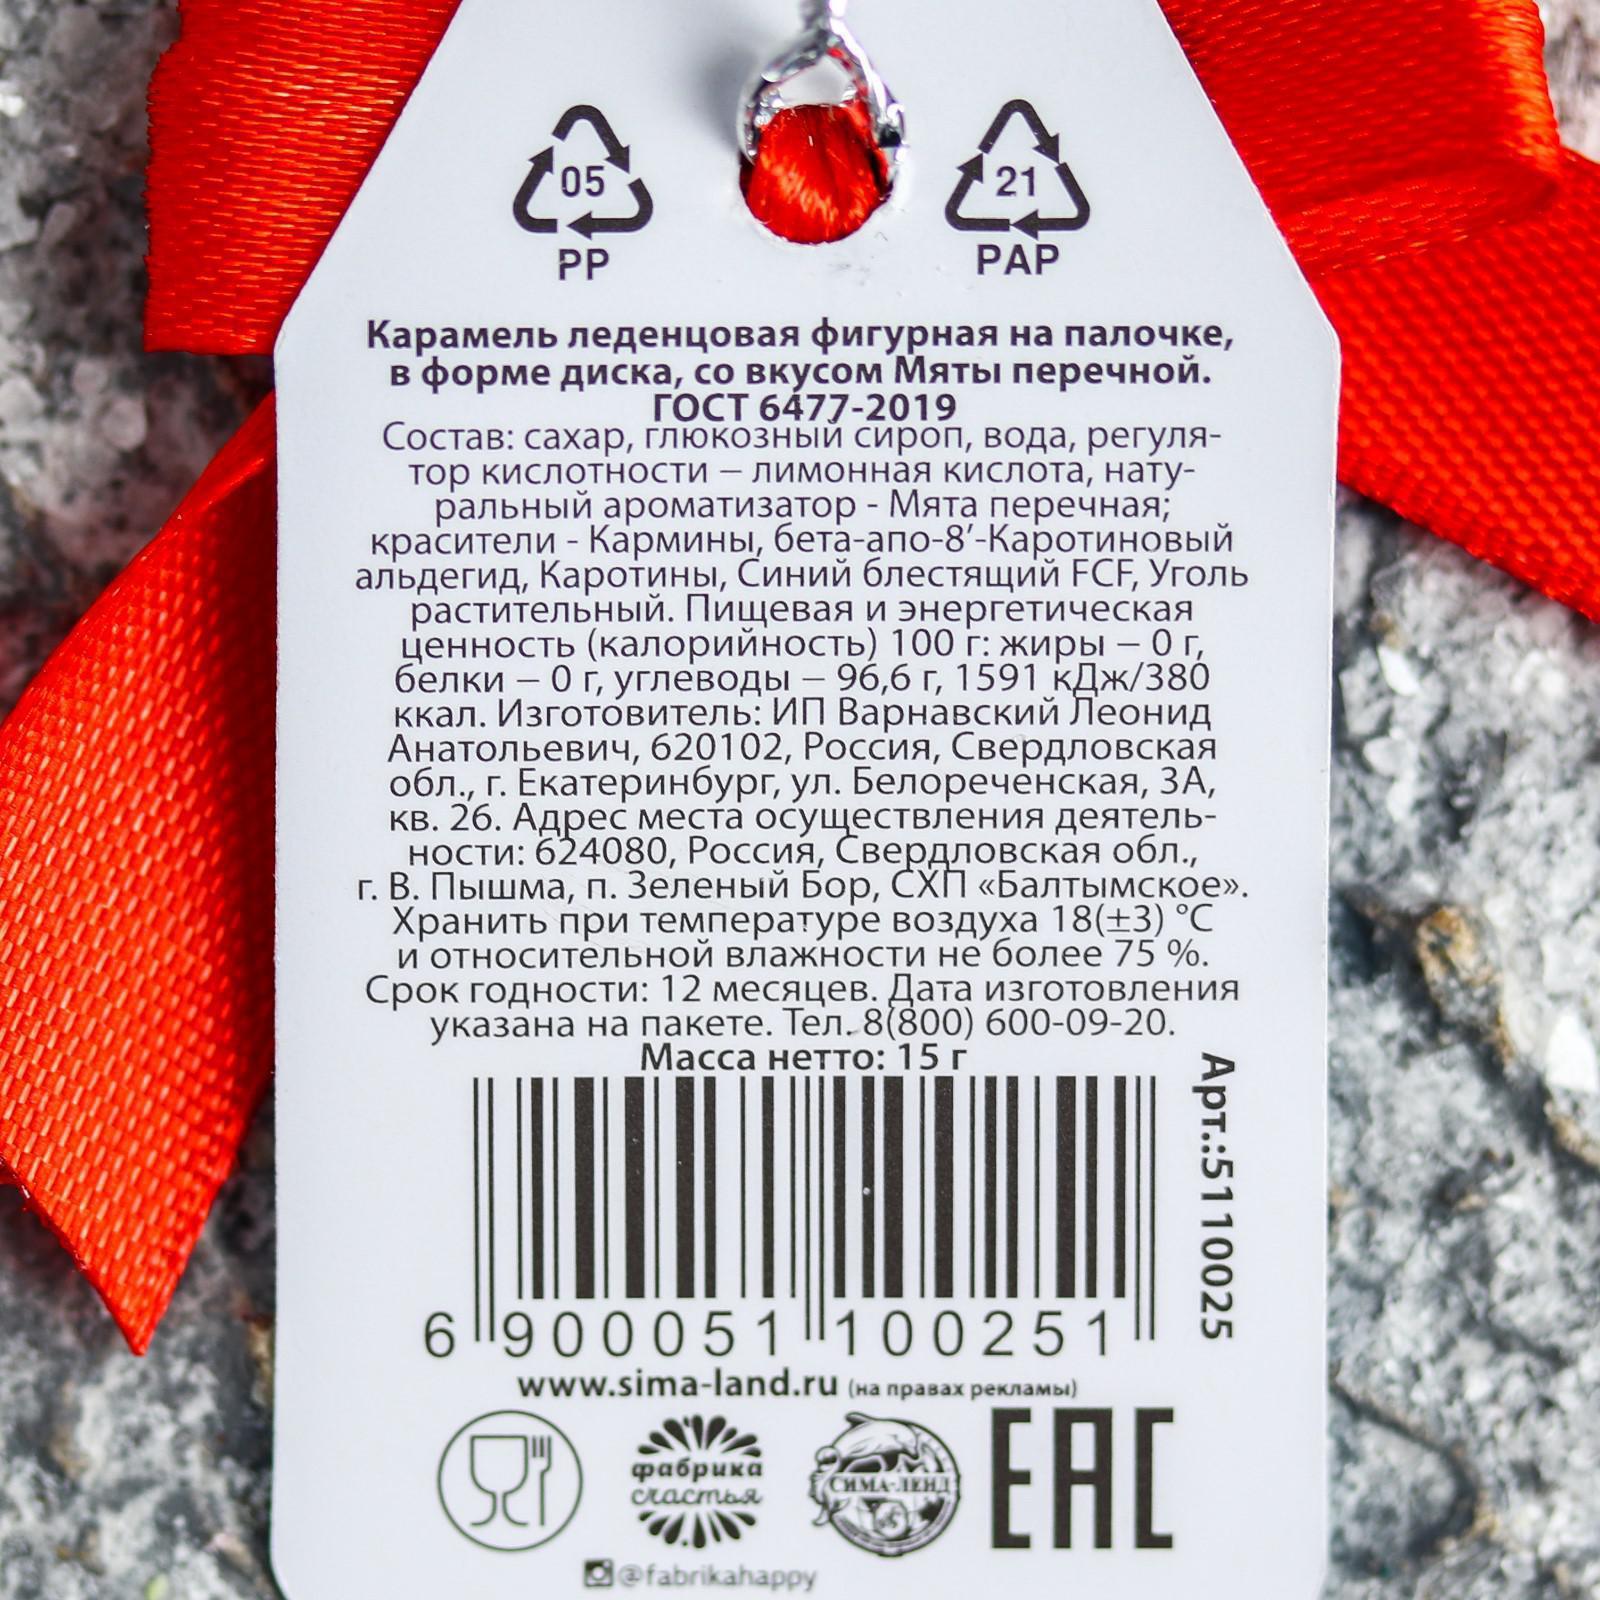 05
PP
21
PAP
Карамель леденцовая фигурная на палочке,
в форме диска, со вкусом Мяты перечной.
ГОСТ 6477-2019
Состав: сахар, глюкозный сироп, вода, регуля-
тор кислотности – лимонная кислота, нату-
ральный ароматизатор - Мята перечная;
красители - Кармины, бета-апо-8’-Каротиновый
альдегид, Каротины, Синий блестящий FCF, Уголь
растительный. Пищевая и энергетическая
ценность (калорийность) 100 г: жиры – 0 г,
белки – 0 г, углеводы – 96,6 г, 1591 кДж/380
ккал. Изготовитель: ИП Варнавский Леонид
Анатольевич, 620102, Россия, Свердловская
обл., г. Екатеринбург, ул. Белореченская, 3А,
кв. 26. Адрес места осуществления деятель-
ности: 624080, Россия, Свердловская обл.,
г. В. Пышма, п. Зеленый Бор, СХП «Балтымское».
Хранить при температуре воздуха 18(±3) °С
и относительной влажности не более 75 %.
Срок годности: 12 месяцев. Дата изготовления
указана на пакете. Тел. 8(800) 600-09-20.
Масса нетто: 15 г
Арт.:5110025
6 900051 100251
www.sima-land.ru (на правах рекламы)
фабрика
счастья
СИМА-ЛЕНД
EAC
@fabrikahappy